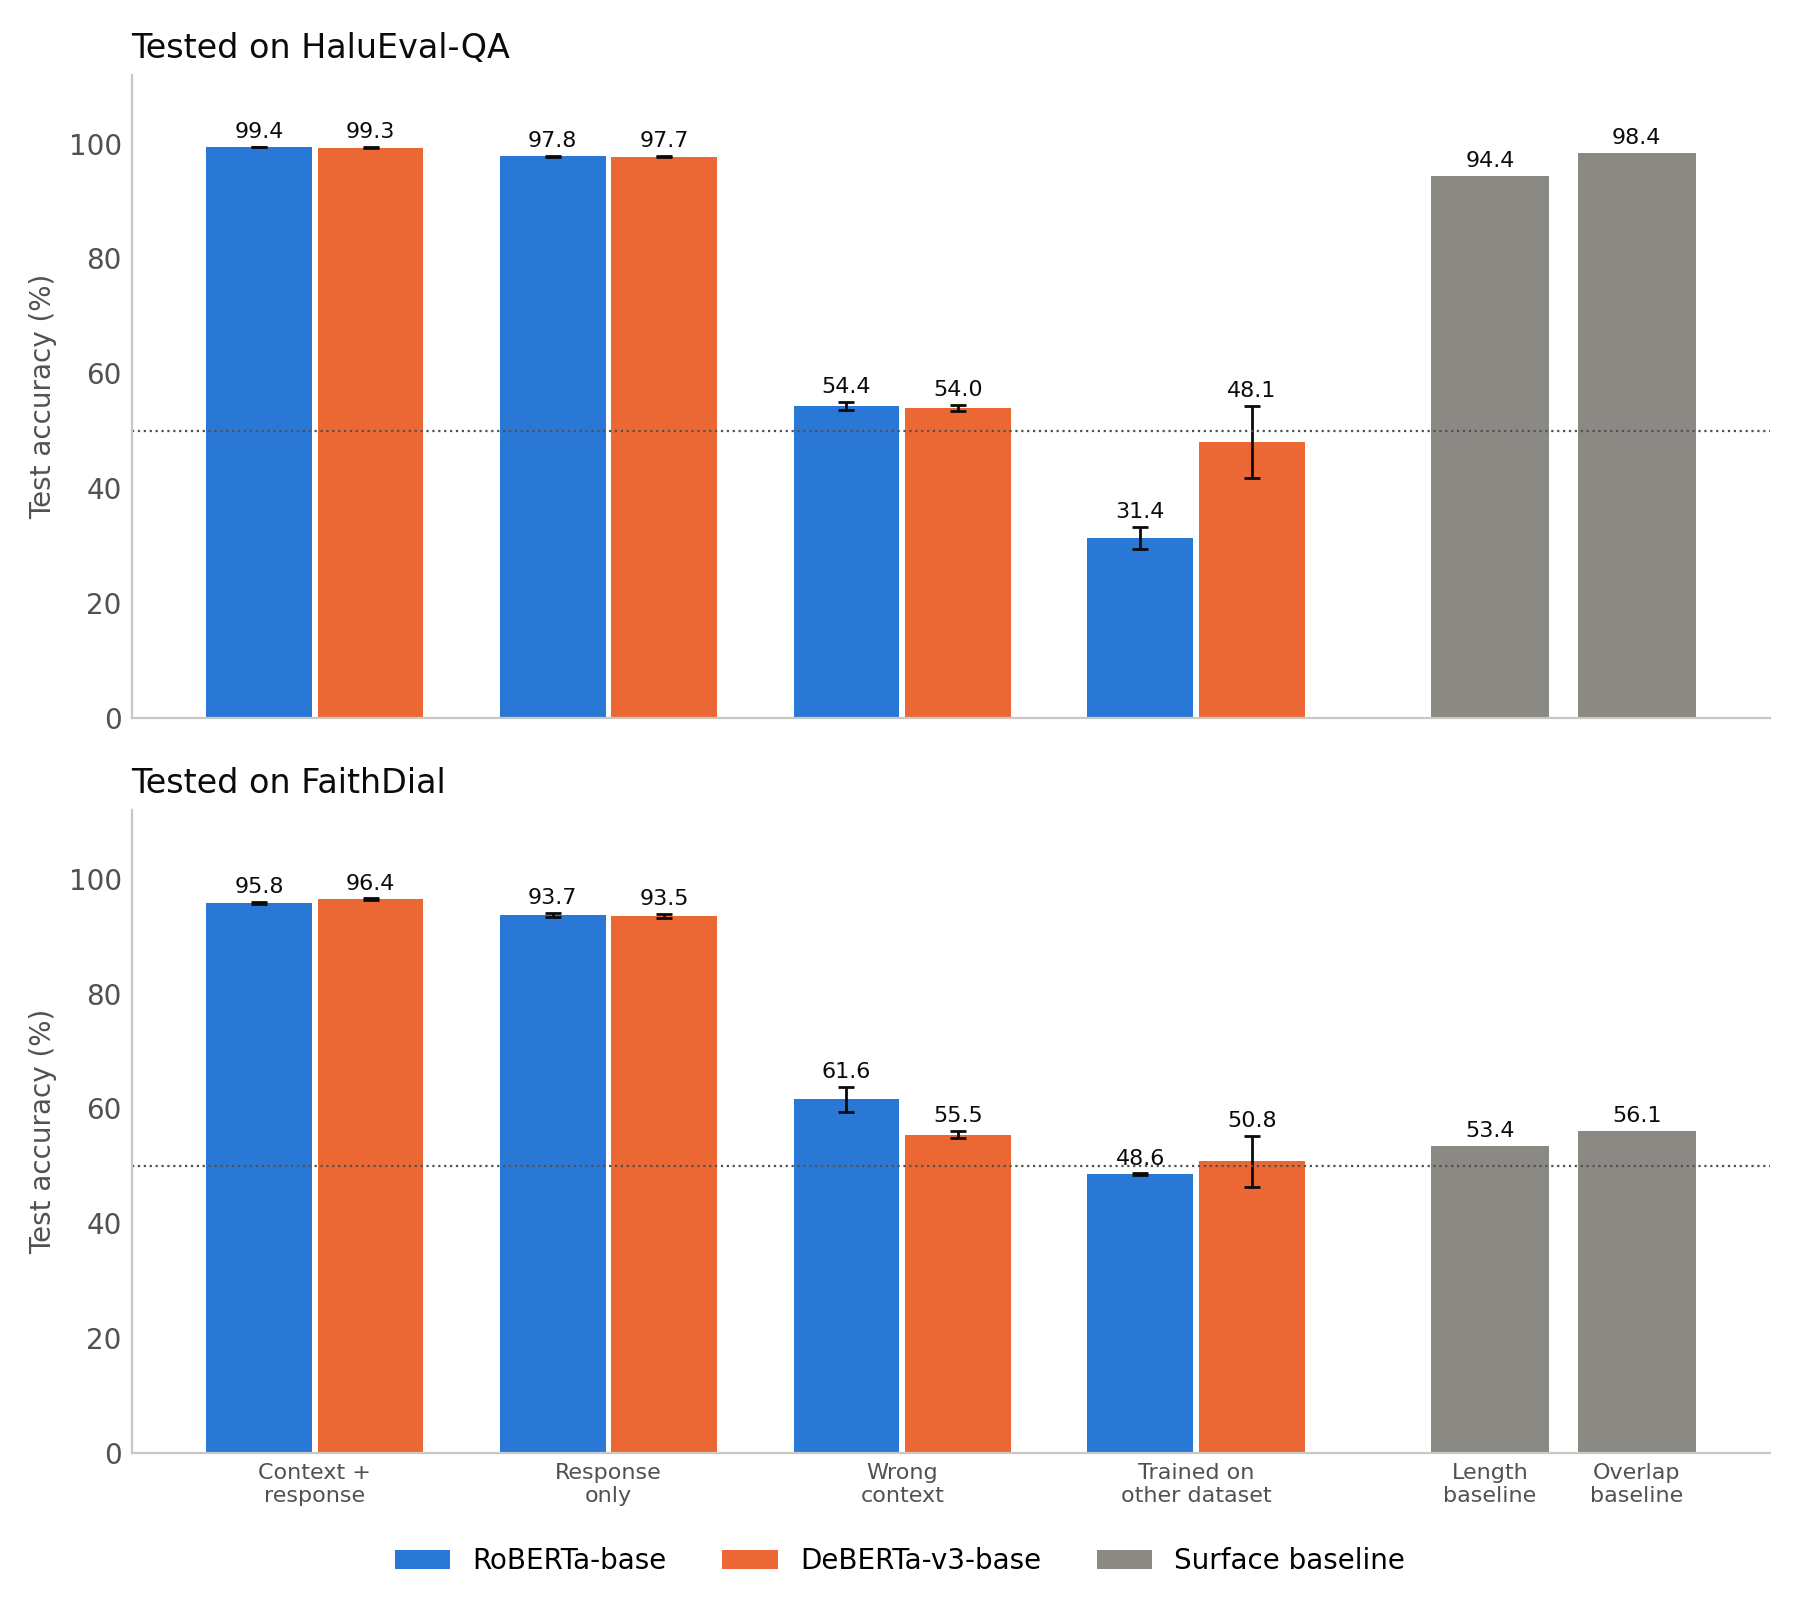 Tested on HaluEval-QA
Test accuracy (%)
100
80
60
40
20
0
99.4
99.3
97.8
97.7
54.4
54.0
31.4
48.1
94.4
98.4
Tested on FaithDial
Test accuracy (%)
100
80
60
40
20
0
95.8
96.4
93.7
93.5
61.6
55.5
48.6
50.8
53.4
56.1
Context +
response
Response
only
Wrong
context
Trained on
other dataset
Length
baseline
Overlap
baseline
RoBERTa-base
DeBERTa-v3-base
Surface baseline